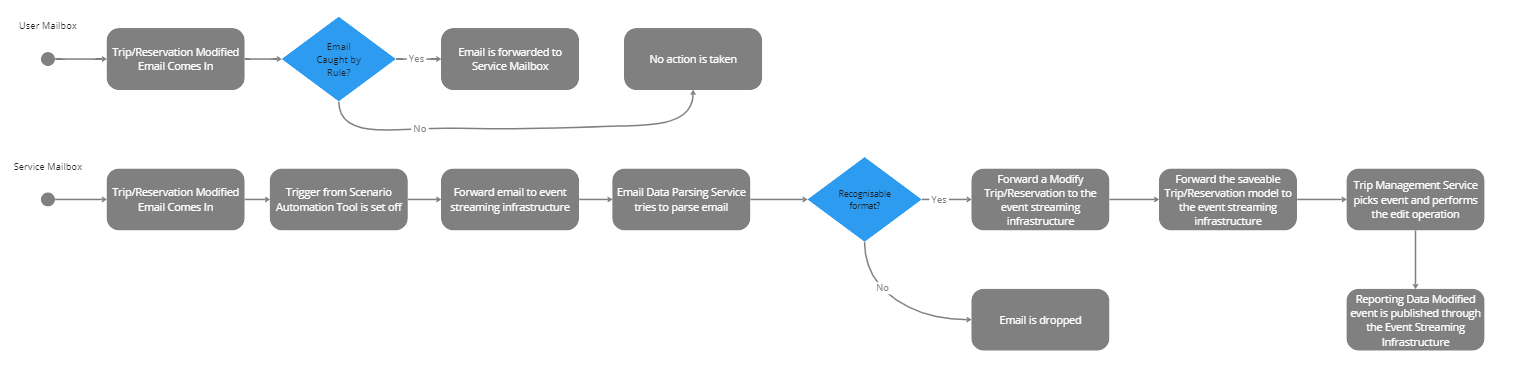 User Mailbox
Trip/Reservation Modified
Email Comes In
Email
Caught by
Rule?
Yes
Email is forwarded to
Service Mailbox
No action is taken
No
Service Mailbox
Trip/Reservation Modified
Email Comes In
Trigger from Scenario
Automation Tool is set off
Forward email to event
streaming infrastructure
Email Data Parsing Service
tries to parse email
Recognisable
format?
Yes
Forward a Modify
Trip/Reservation to the
event streaming
infrastructure
Forward the saveable
Trip/Reservation model to
the event streaming
infrastructure
Trip Management Service
picks event and performs
the edit operation
No
Email is dropped
Reporting Data Modified
event is published through
the Event Streaming
Infrastructure